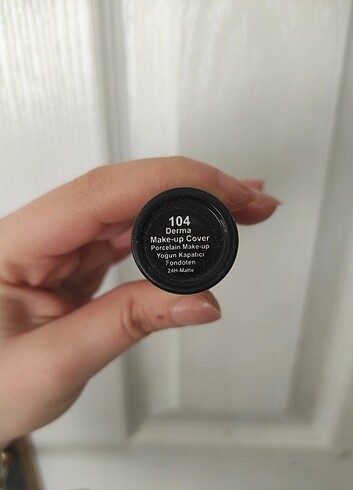 104
Derma
Make-up Cover
Porcelain Make-up
Yoğun Kapatıcı
Fondöten
24H-Matte